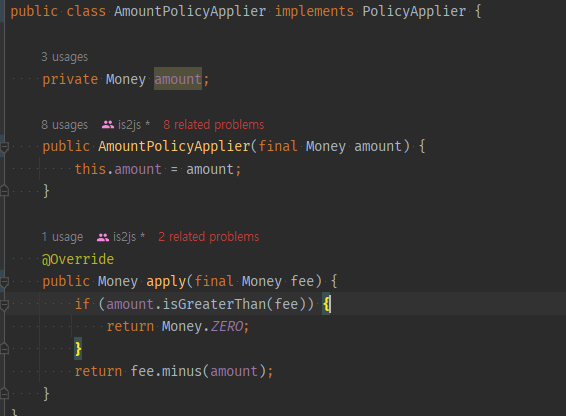 public class AmountPolicyApplier implements PolicyApplier {
3 usages
private Money amount;
8 usages is2js * 8 related problems
public AmountPolicyApplier(final Money amount) {
this.amount = amount;
}
1 usage is2js * 2 related problems
@Override
public Money apply(final Money fee) {
if (amount.isGreaterThan(fee)) {
return Money.ZERO;
}
return fee.minus(amount);
}
}